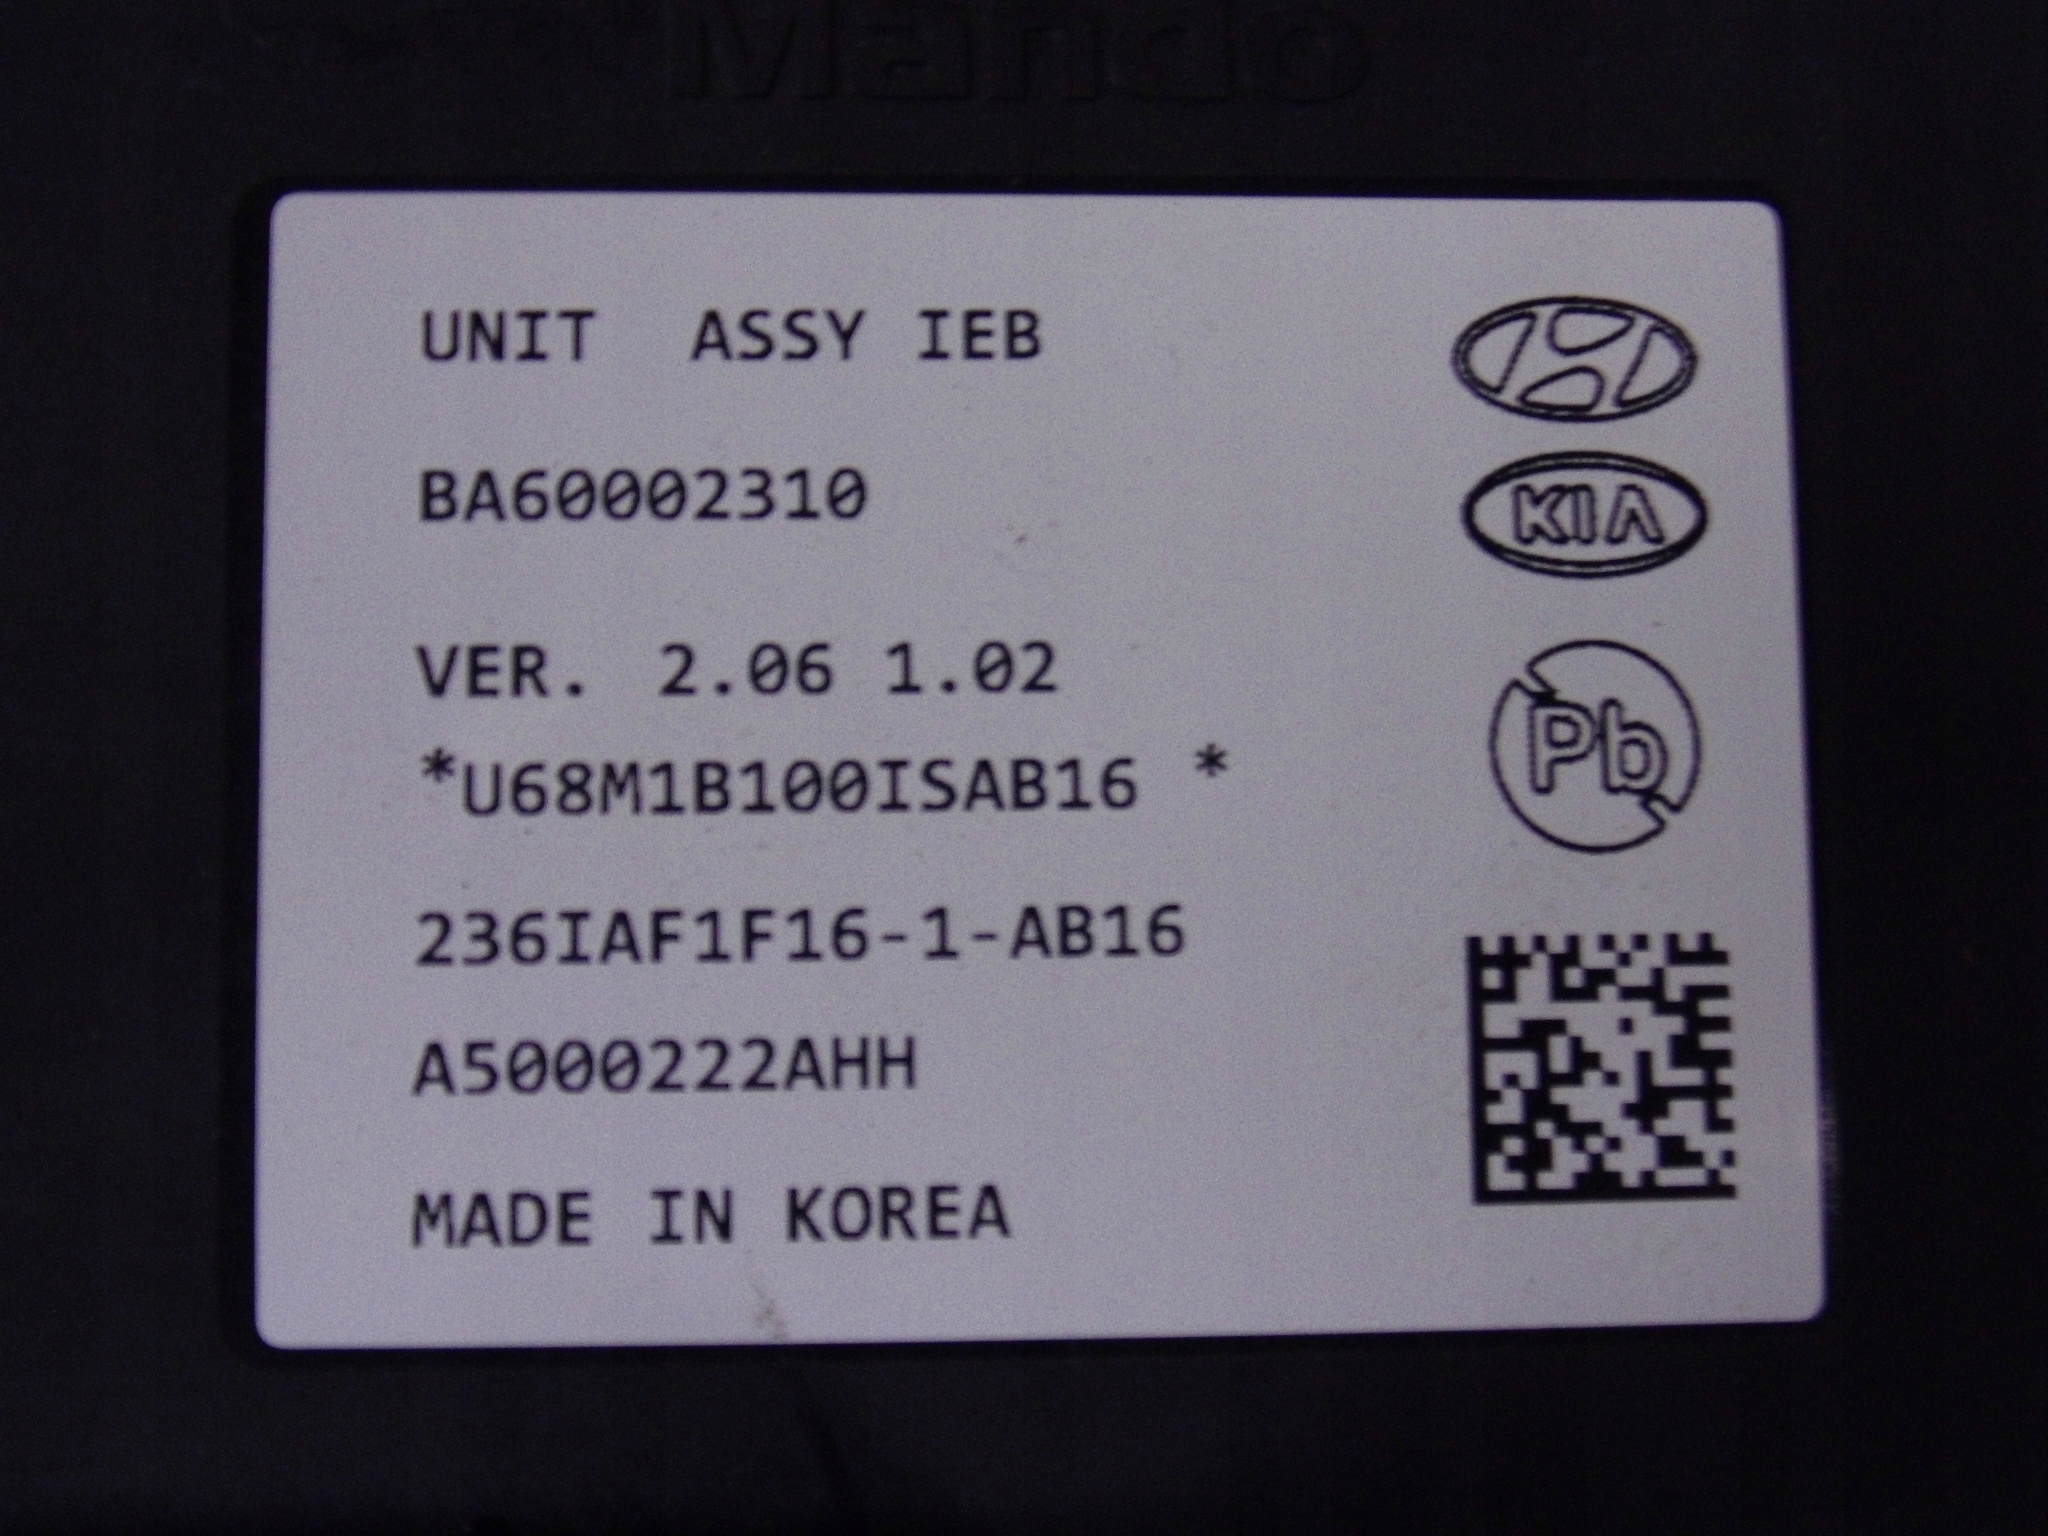 Mando
UNIT  ASSY IEB
BA60002310
VER.  2.06 1.02
*U68M1B100ISAB16  *
236IAF1F16-1-AB16
A5000222AHH
MADE IN KOREA
KIA
Pb